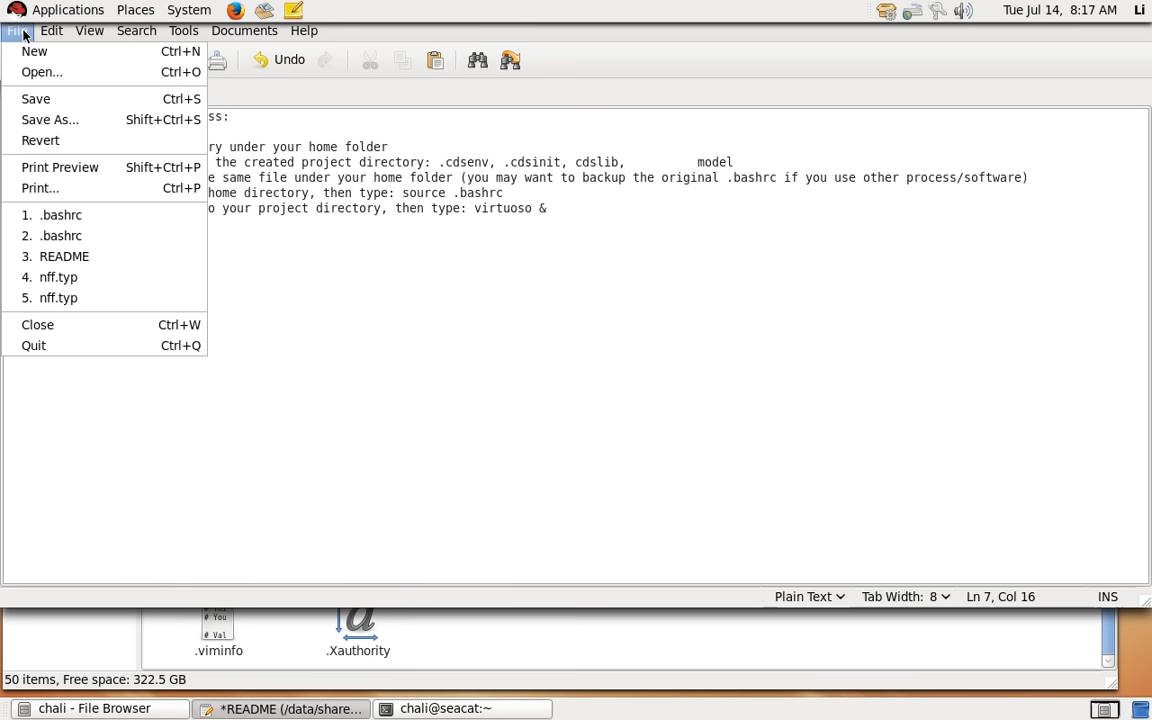 Applications Places System Tue Jul 14, 8:17 AM Li
File Edit View Search Tools Documents Help
New Ctrl+N
Open... Ctrl+O
Undo
Save Ctrl+S
Save As... Shift+Ctrl+S
Revert
Print Preview Shift+Ctrl+P
Print... Ctrl+P
1. .bashrc
2. .bashrc
3. README
4. nff.typ
5. nff.typ
Close Ctrl+W
Quit Ctrl+Q
ss:
ry under your home folder
the created project directory: .cdsenv, .cdsinit, cdslib, model
e same file under your home folder (you may want to backup the original .bashrc if you use other process/software)
home directory, then type: source .bashrc
o your project directory, then type: virtuoso &
Plain Text Tab Width: 8 Ln 7, Col 16 INS
# You
# Val
.viminfo .Xauthority
50 items, Free space: 322.5 GB
chali - File Browser *README (/data/share... chali@seacat:~